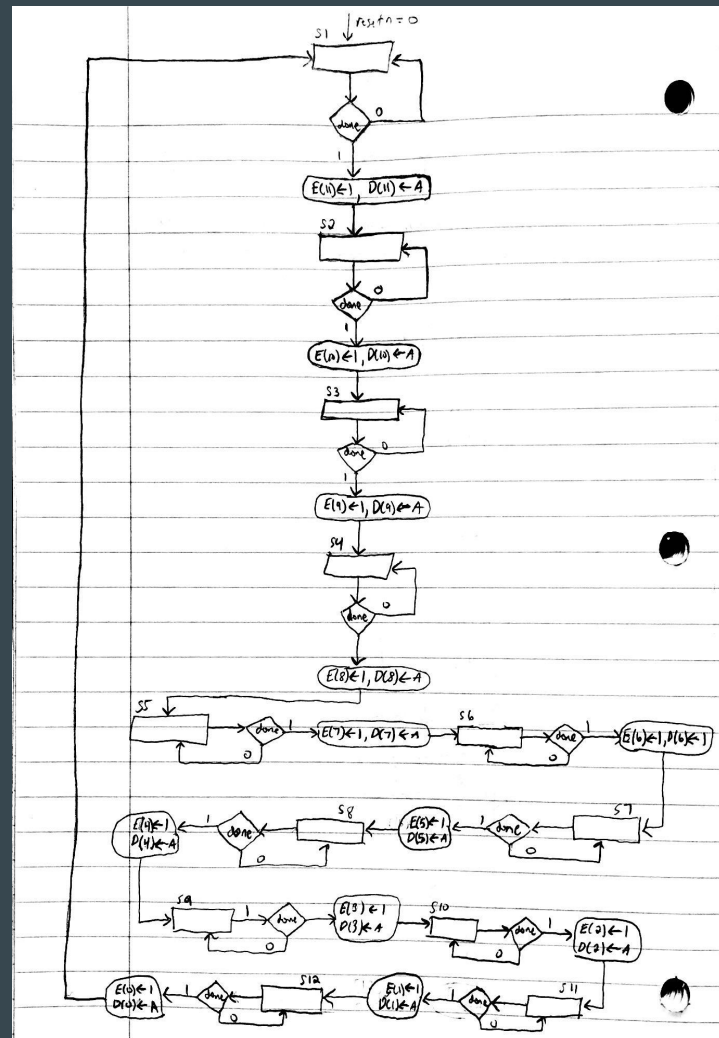 resetn = 0
S1
done
0
1
E(11)←1, D(11)←A
S2
done
0
1
E(10)←1, D(10)←A
S3
done
0
1
E(9)←1, D(9)←A
S4
done
0
E(8)←1, D(8)←A
S5
done
1
0
E(7)←1, D(7)←A
S6
done
1
0
E(6)←1, D(6)←1
S7
done
1
0
E(5)←1
D(5)←A
S8
done
1
0
E(4)←1
D(4)←A
S9
1
done
0
E(3)←1
D(3)←A
S10
done
1
0
E(2)←1
D(2)←A
S11
done
1
0
E(1)←1
D(1)←A
S12
done
1
0
E(0)←1
D(0)←A